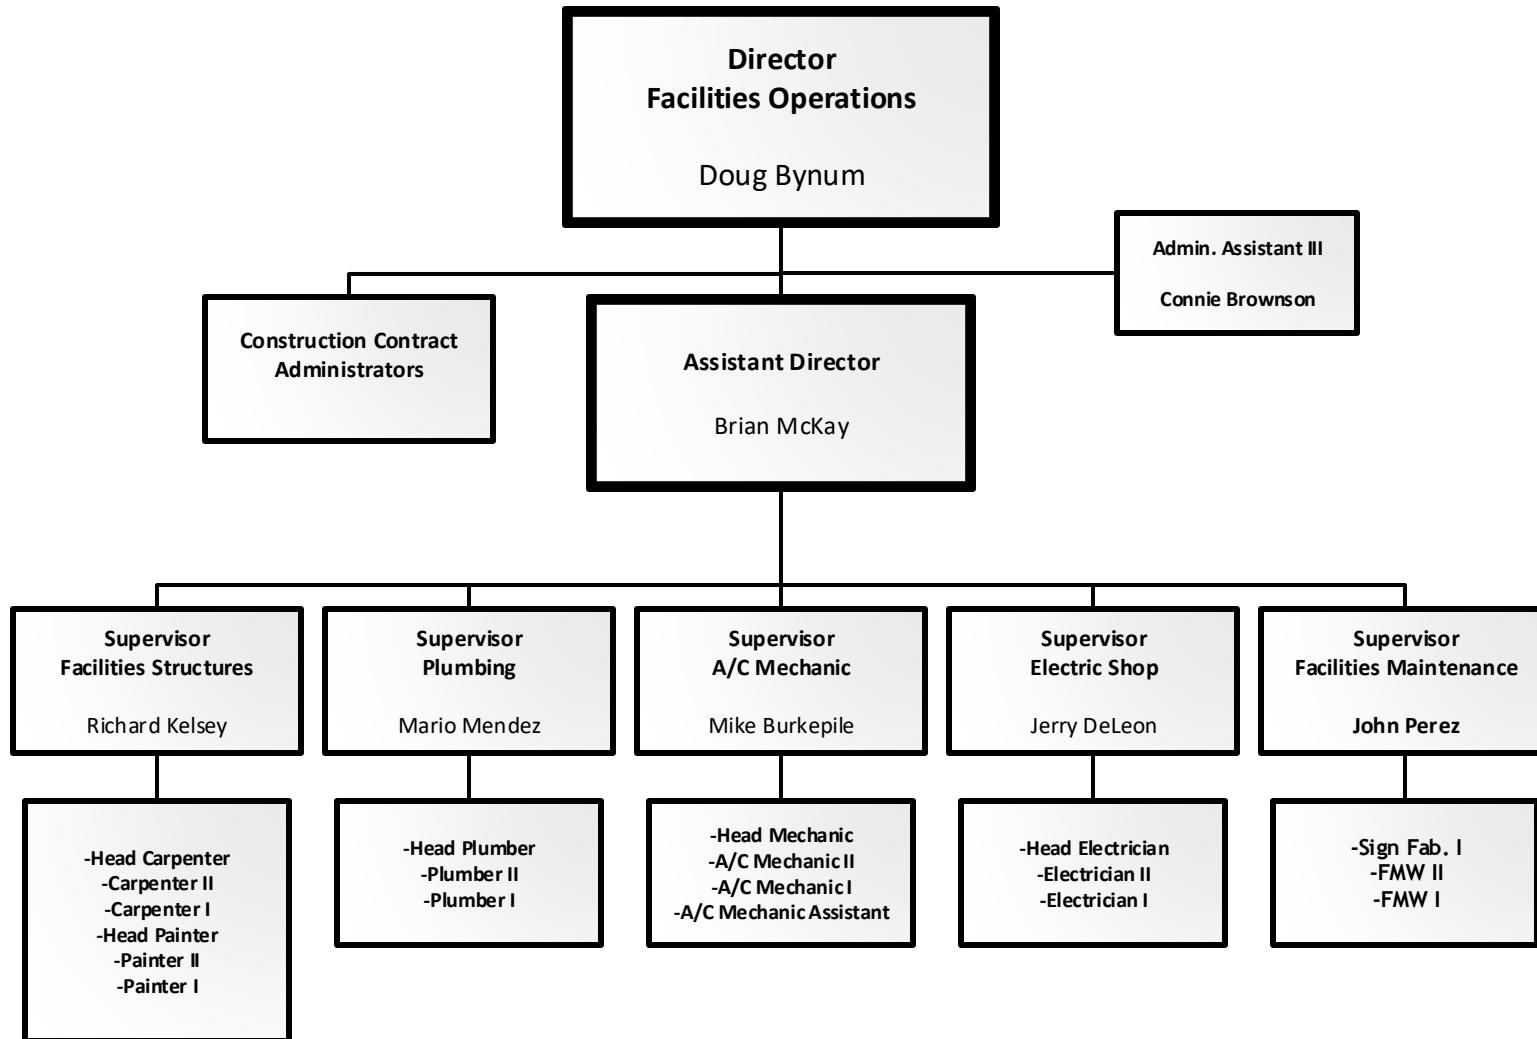 Director
Facilities Operations
Doug Bynum
Admin. Assistant III
Connie Brownson
Construction Contract
Administrators
Assistant Director
Brian McKay
Supervisor
Facilities Structures
Richard Kelsey
Supervisor
Plumbing
Mario Mendez
Supervisor
A/C Mechanic
Mike Burkepile
Supervisor
Electric Shop
Jerry DeLeon
Supervisor
Facilities Maintenance
John Perez
-Head Carpenter
-Carpenter II
-Carpenter I
-Head Painter
-Painter II
-Painter I
-Head Plumber
-Plumber II
-Plumber I
-Head Mechanic
-A/C Mechanic II
-A/C Mechanic I
-A/C Mechanic Assistant
-Head Electrician
-Electrician II
-Electrician I
-Sign Fab. I
-FMW II
-FMW I